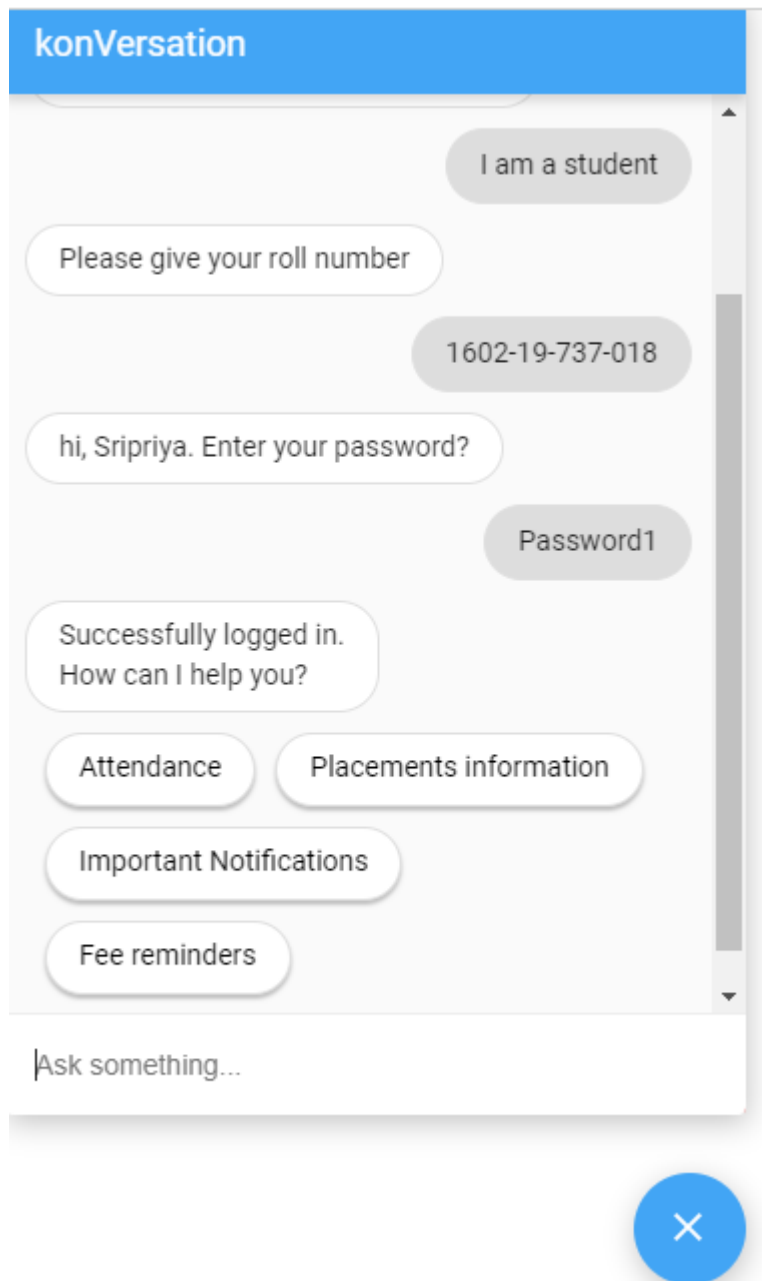 konVersation
I am a student
Please give your roll number
1602-19-737-018
hi, Sripriya. Enter your password?
Password1
Successfully logged in.
How can I help you?
Attendance
Placements information
Important Notifications
Fee reminders
Ask something...